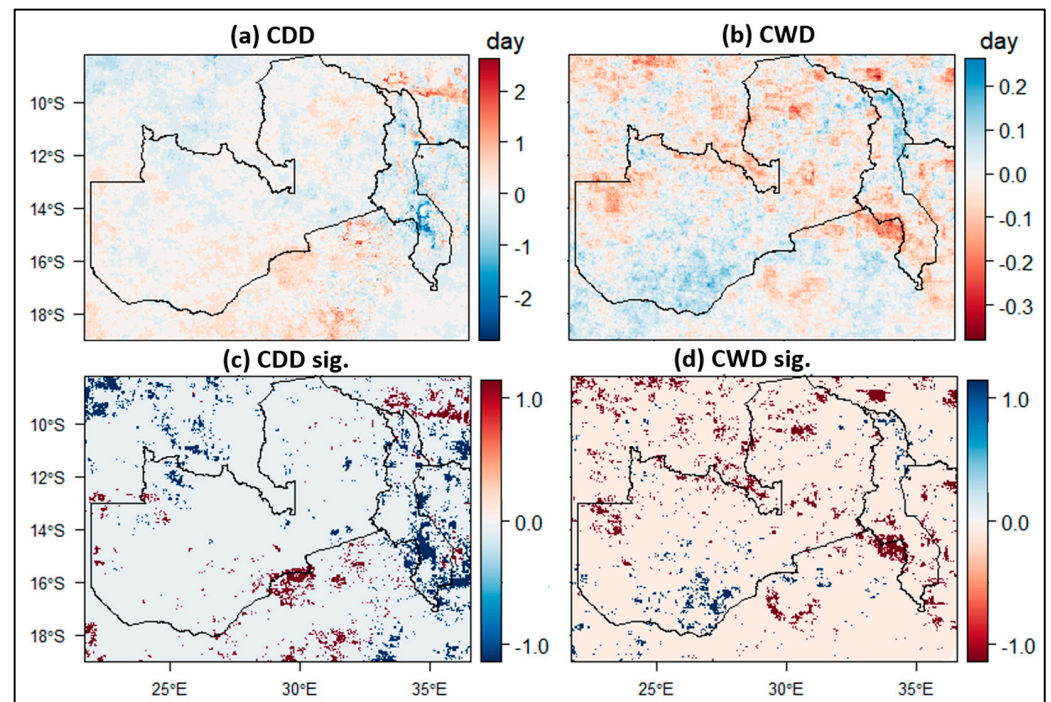 (a) CDD
day
(b) CWD
day
10°S
12°S
14°S
16°S
18°S
2
1
0
-1
-2
0.2
0.1
0.0
-0.1
-0.2
-0.3
(c) CDD sig.
(d) CWD sig.
10°S
12°S
14°S
16°S
18°S
1.0
0.0
-1.0
1.0
0.0
-1.0
25°E
30°E
35°E
25°E
30°E
35°E